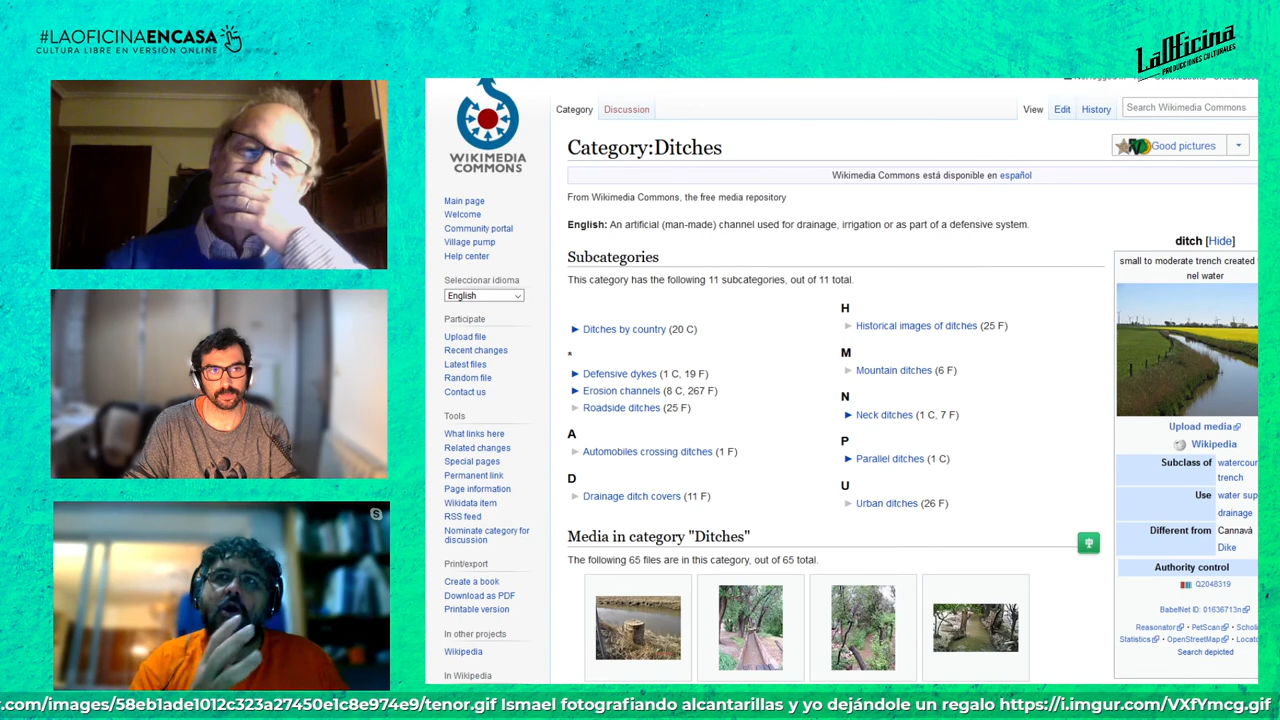 #LAOFICINAENCASA
CULTURA LIBRE EN VERSIÓN ONLINE
LaOficina
PRODUCCIONES CULTURALES
WIKIMEDIA
COMMONS
Main page
Welcome
Community portal
Village pump
Help center
Seleccionar idioma
English
Participate
Upload file
Recent changes
Latest files
Random file
Contact us
Tools
What links here
Related changes
Special pages
Permanent link
Page information
Wikidata item
RSS feed
Nominate category for
discussion
Print/export
Create a book
Download as PDF
Printable version
In other projects
Wikipedia
In Wikipedia
Category Discussion View Edit History Search Wikimedia Commons
Category:Ditches
Good pictures
Wikimedia Commons está disponible en español
From Wikimedia Commons, the free media repository
English: An artificial (man-made) channel used for drainage, irrigation or as part of a defensive system.
Subcategories
This category has the following 11 subcategories, out of 11 total.
► Ditches by country (20 C)
*
► Defensive dykes (1 C, 19 F)
► Erosion channels (8 C, 267 F)
► Roadside ditches (25 F)
A
► Automobiles crossing ditches (1 F)
D
► Drainage ditch covers (11 F)
H
► Historical images of ditches (25 F)
M
► Mountain ditches (6 F)
N
► Neck ditches (1 C, 7 F)
P
► Parallel ditches (1 C)
U
► Urban ditches (26 F)
Media in category "Ditches"
The following 65 files are in this category, out of 65 total.
ditch [Hide]
small to moderate trench created
nel water
Upload media
Wikipedia
Subclass of watercour
trench
Use water sup
drainage
Different from Cannavá
Dike
Authority control
Q2048319
BabelNet ID: 01636713n
Reasonator • PetScan • Schol
Statistics • OpenStreetMap • Locat
Search depicted
.com/images/58eb1ade1012c323a27450e1c8e974e9/tenor.gif Ismael fotografiando alcantarillas y yo dejándole un regalo https://i.imgur.com/VXfYmcg.gif